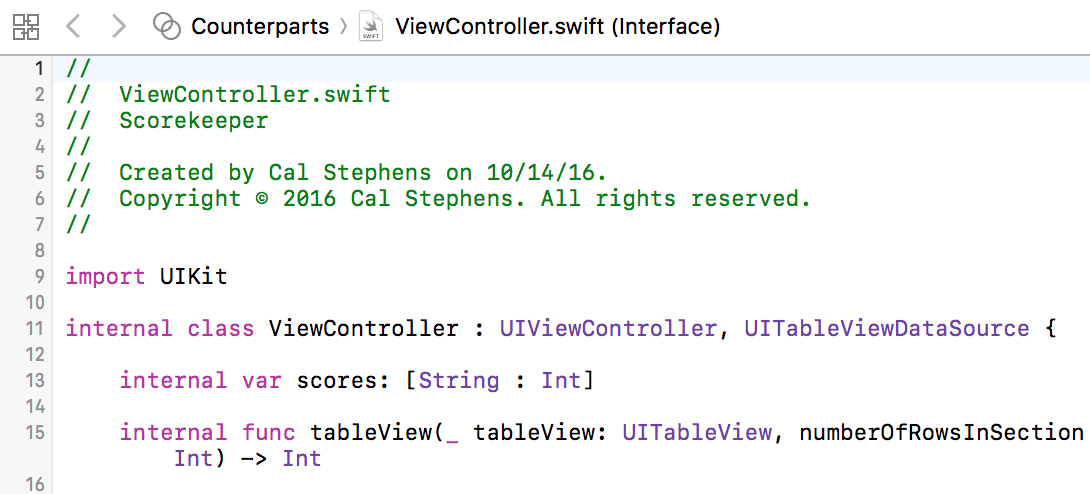 Counterparts › ViewController.swift (Interface)
SWIFT
1 //
2 //  ViewController.swift
3 //  Scorekeeper
4 //
5 //  Created by Cal Stephens on 10/14/16.
6 //  Copyright © 2016 Cal Stephens. All rights reserved.
7 //
8
9 import UIKit
10
11 internal class ViewController : UIViewController, UITableViewDataSource {
12
13     internal var scores: [String : Int]
14
15     internal func tableView(_ tableView: UITableView, numberOfRowsInSection
        Int) -> Int
16